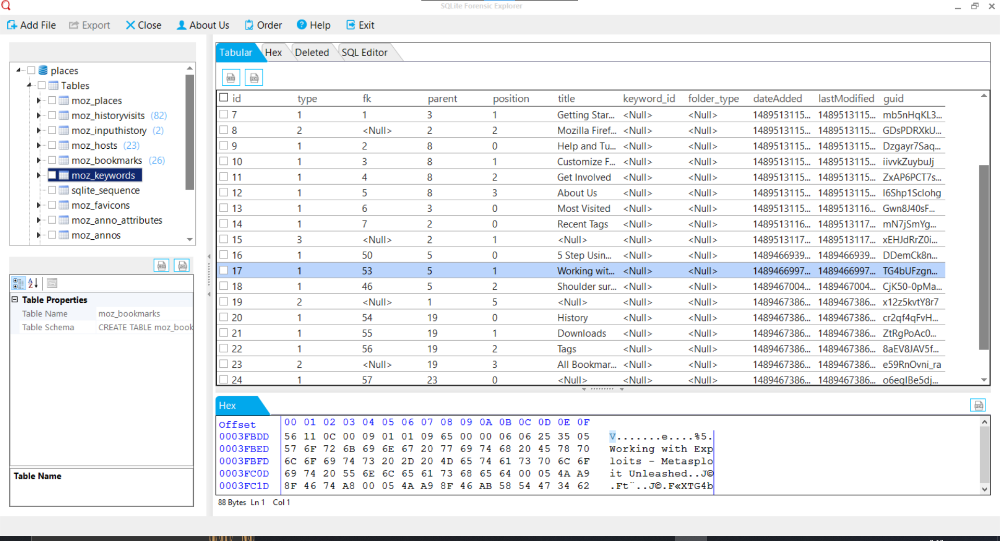 SQLite Forensic Explorer
Add File Export Close About Us Order Help Exit
places
Tables
moz_places
moz_historyvisits (82)
moz_inputhistory (2)
moz_hosts (23)
moz_bookmarks (26)
moz_keywords
sqlite_sequence
moz_favicons
moz_anno_attributes
moz_annos
Table Properties
Table Name moz_bookmarks
Table Schema CREATE TABLE moz_book
Table Name
Tabular Hex Deleted SQL Editor
id type fk parent position title keyword_id folder_type dateAdded lastModified guid
7 1 1 3 1 Getting Star... <Null> <Null> 1489513115... 1489513115... mb5nHqKL3...
8 2 <Null> 2 2 Mozilla Firef... <Null> <Null> 1489513115... 1489513115... GDsPDRXkU...
9 1 2 8 0 Help and Tu... <Null> <Null> 1489513115... 1489513115... Dzgayr7Saq...
10 1 3 8 1 Customize F... <Null> <Null> 1489513115... 1489513115... iivvkZuybuJj
11 1 4 8 2 Get Involved <Null> <Null> 1489513115... 1489513115... ZxAP6PCT7s...
12 1 5 8 3 About Us <Null> <Null> 1489513115... 1489513115... I6Shp1ScIohg
13 1 6 3 0 Most Visited <Null> <Null> 1489513115... 1489513116... Gwn8J40sF...
14 1 7 2 0 Recent Tags <Null> <Null> 1489513116... 1489513117... mN7jSmYg...
15 3 <Null> 2 1 <Null> <Null> <Null> 1489513117... 1489513117... xEHJdRrZ0i...
16 1 50 5 0 5 Step Usin... <Null> <Null> 1489466939... 1489466939... DDemCk8n...
17 1 53 5 1 Working wit... <Null> <Null> 1489466997... 1489466997... TG4bUFzgn...
18 1 46 5 2 Shoulder sur... <Null> <Null> 1489467004... 1489467004... CjK50-0pMa...
19 2 <Null> 1 5 <Null> <Null> <Null> 1489467386... 1489467386... x12z5kvtY8r7
20 1 54 19 0 History <Null> <Null> 1489467386... 1489467386... cr2qf4qFvH...
21 1 55 19 1 Downloads <Null> <Null> 1489467386... 1489467386... ZtRgPoAc0...
22 1 56 19 2 Tags <Null> <Null> 1489467386... 1489467386... 8aEV8JAV5f...
23 2 <Null> 19 3 All Bookmar... <Null> <Null> 1489467386... 1489467386... e59RnOvni_ra
24 1 57 23 0 <Null> <Null> <Null> 1489467386... 1489467386... o6eqIBe5dj...
Hex
Offset 00 01 02 03 04 05 06 07 08 09 0A 0B 0C 0D 0E 0F
0003FBDD 56 11 0C 00 09 01 01 09 65 00 00 06 06 25 35 05 V.......e....%5.
0003FBED 57 6F 72 6B 69 6E 67 20 77 69 74 68 20 45 78 70 Working with Exp
0003FBFD 6C 6F 69 74 73 20 2D 20 4D 65 74 61 73 70 6C 6F loits - Metasplo
0003FC0D 69 74 20 55 6E 6C 65 61 73 68 65 64 00 05 4A A9 it Unleashed..J©
0003FC1D 8F 46 74 A8 00 05 4A A9 8F 46 AB 58 54 47 34 62 .Ft¨..J©.F«XTG4b
88 Bytes Ln 1 Col 1